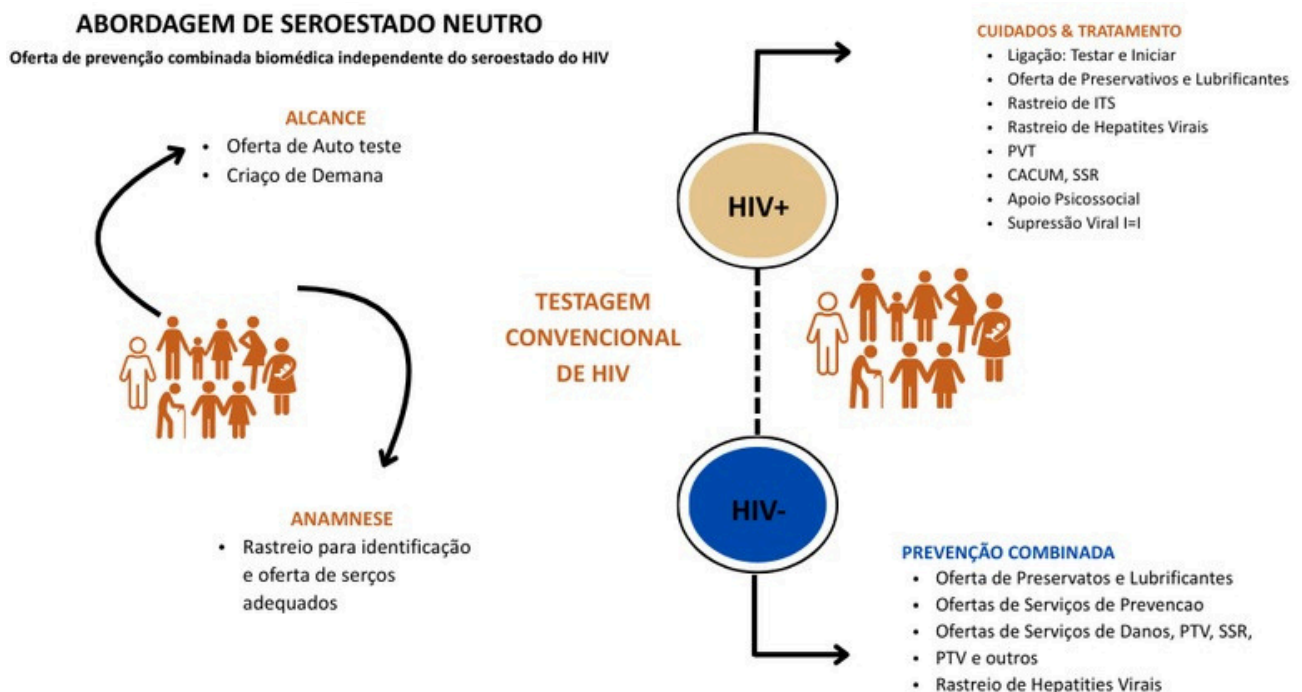 ABORDAGEM DE SEROESTADO NEUTRO
Oferta de prevenção combinada biomédica independente do seroestado do HIV
ALCANCE
• Oferta de Auto teste
• Criaço de Demana
ANAMNESE
• Rastreio para identificação
e oferta de serços
adequados
TESTAGEM
CONVENCIONAL
DE HIV
HIV+
HIV-
CUIDADOS & TRATAMENTO
• Ligação: Testar e Iniciar
• Oferta de Preservativos e Lubrificantes
• Rastreio de ITS
• Rastreio de Hepatites Virais
• PVT
• CACUM, SSR
• Apoio Psicossocial
• Supressão Viral I=I
PREVENÇÃO COMBINADA
• Oferta de Preservatos e Lubrificantes
• Ofertas de Serviços de Prevencao
• Ofertas de Serviços de Danos, PTV, SSR,
• PTV e outros
• Rastreio de Hepatities Virais